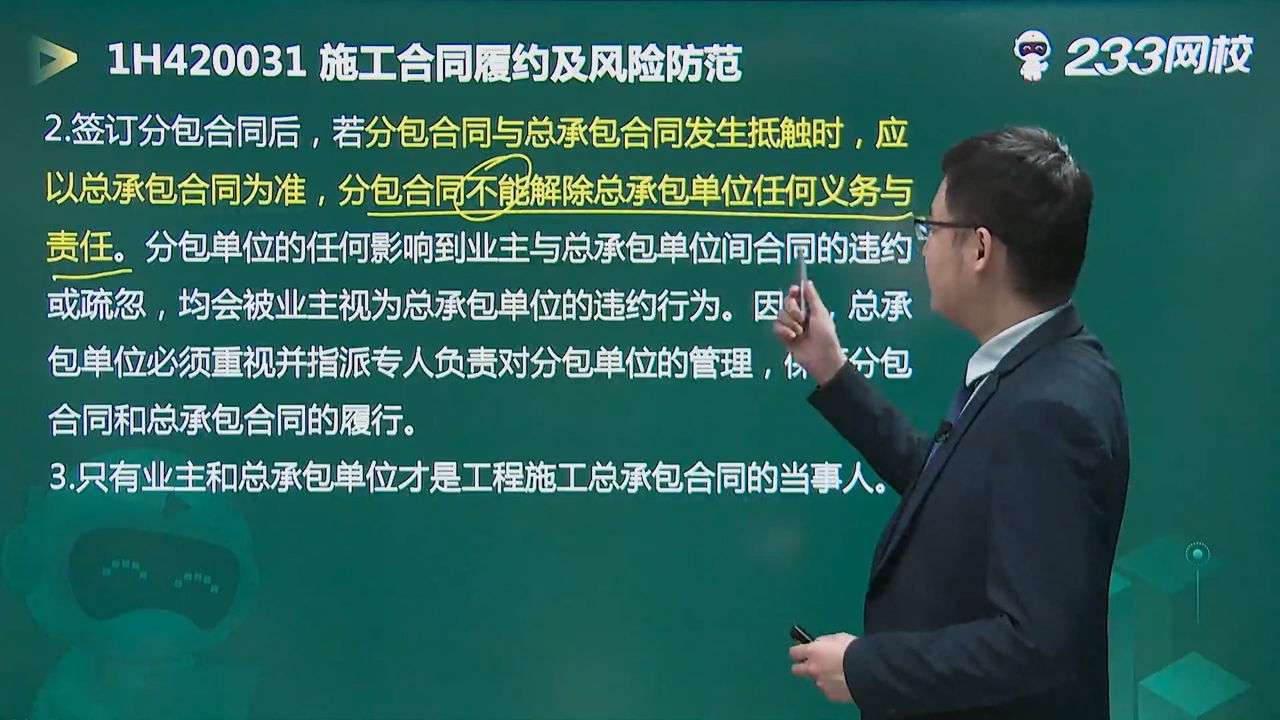 1H420031 施工合同履约及风险防范
233网校
2.签订分包合同后，若分包合同与总承包合同发生抵触时，应
以总承包合同为准，分包合同不能解除总承包单位任何义务与
责任。分包单位的任何影响到业主与总承包单位间合同的违约
或疏忽，均会被业主视为总承包单位的违约行为。因，总承
包单位必须重视并指派专人负责对分包单位的管理，保分包
合同和总承包合同的履行。
3.只有业主和总承包单位才是工程施工总承包合同的当事人。